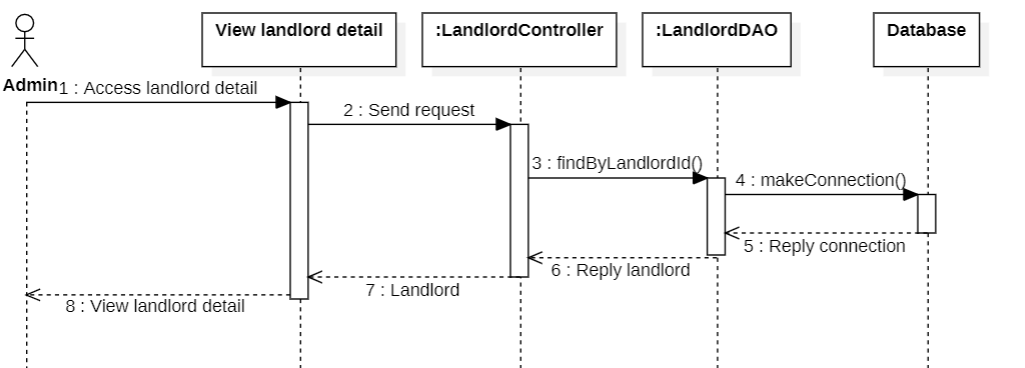 View landlord detail
:LandlordController
:LandlordDAO
Database
Admin
1 : Access landlord detail
2 : Send request
3 : findByLandlordId()
4 : makeConnection()
5 : Reply connection
6 : Reply landlord
7 : Landlord
8 : View landlord detail